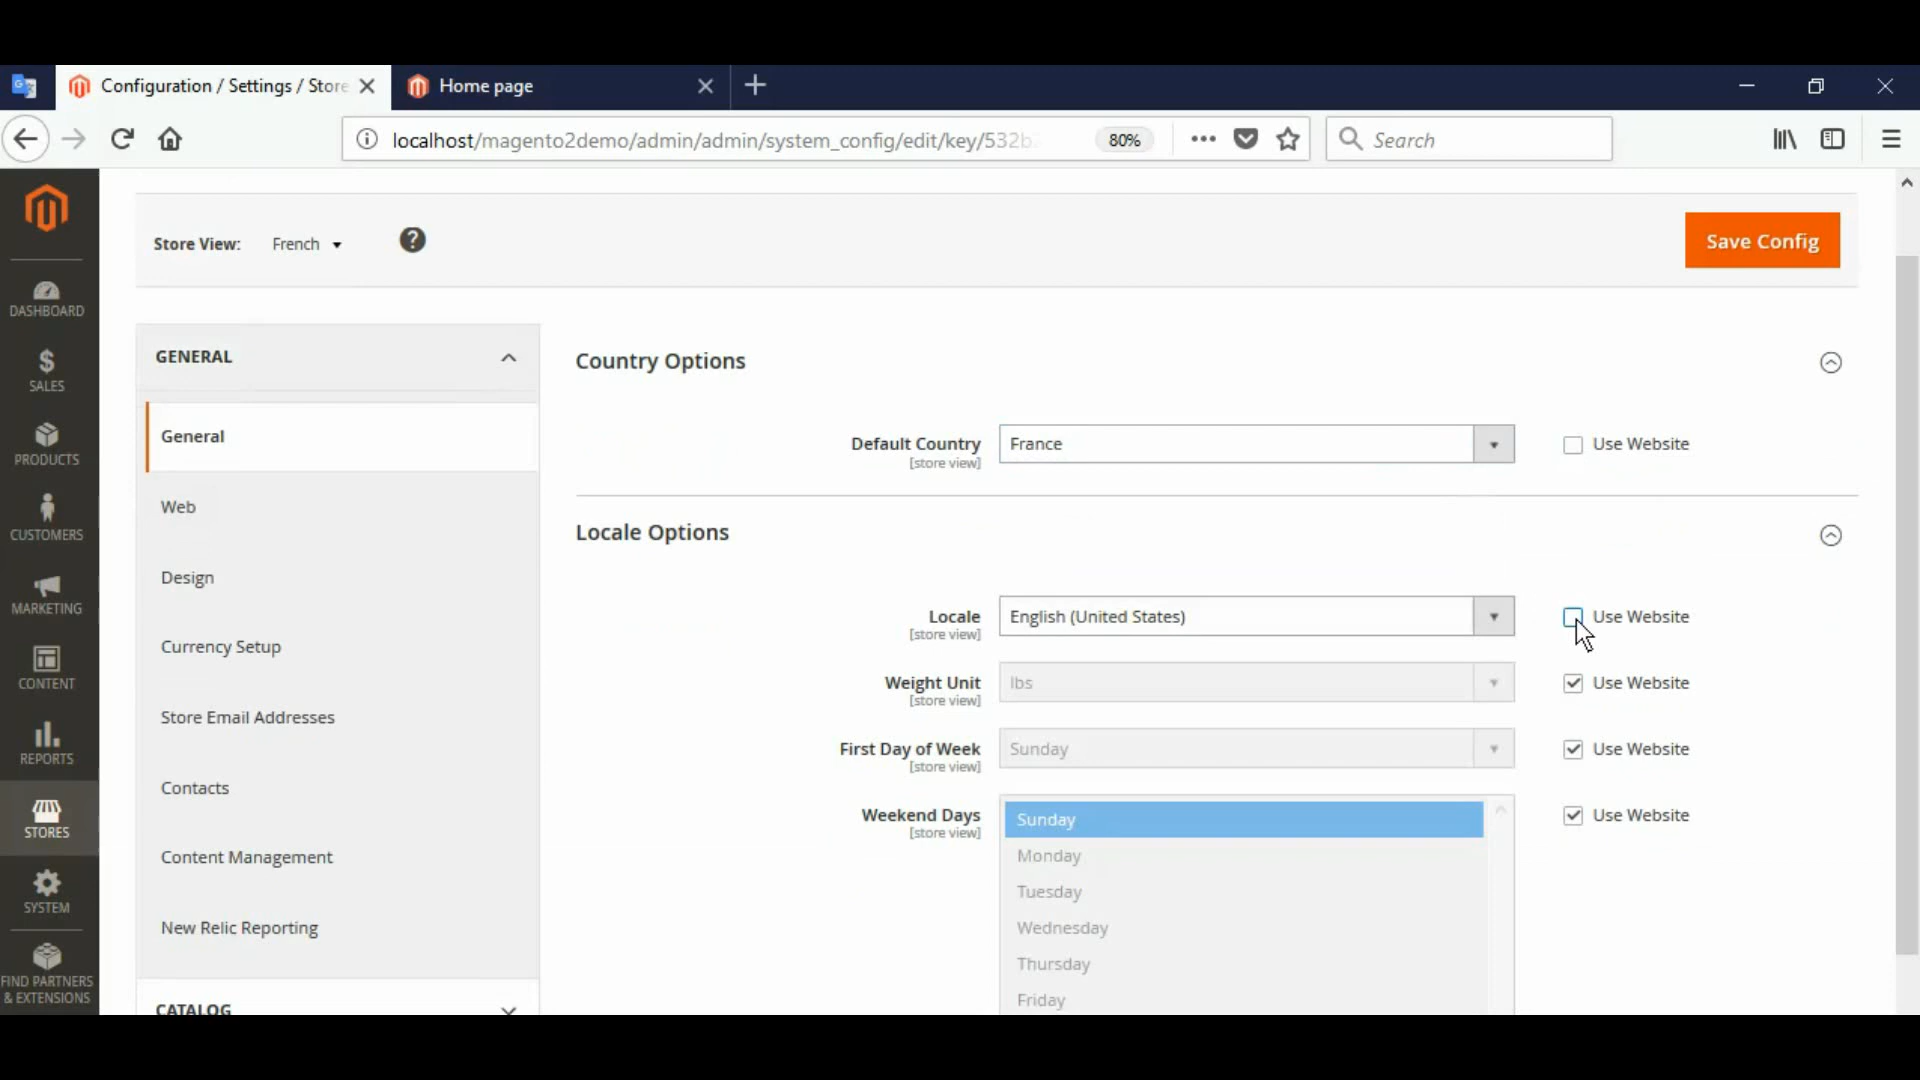 Configuration / Settings / Store
Home page
localhost/magento2demo/admin/admin/system_config/edit/key/532b
80%
Search
Store View: French
?
Save Config
DASHBOARD
SALES
PRODUCTS
CUSTOMERS
MARKETING
CONTENT
REPORTS
STORES
SYSTEM
FIND PARTNERS
& EXTENSIONS
GENERAL
General
Web
Design
Currency Setup
Store Email Addresses
Contacts
Content Management
New Relic Reporting
CATALOG
Country Options
Default Country France Use Website
[store view]
Locale Options
Locale English (United States) Use Website
[store view]
Weight Unit lbs Use Website
[store view]
First Day of Week Sunday Use Website
[store view]
Weekend Days Sunday Use Website
[store view]
Monday
Tuesday
Wednesday
Thursday
Friday